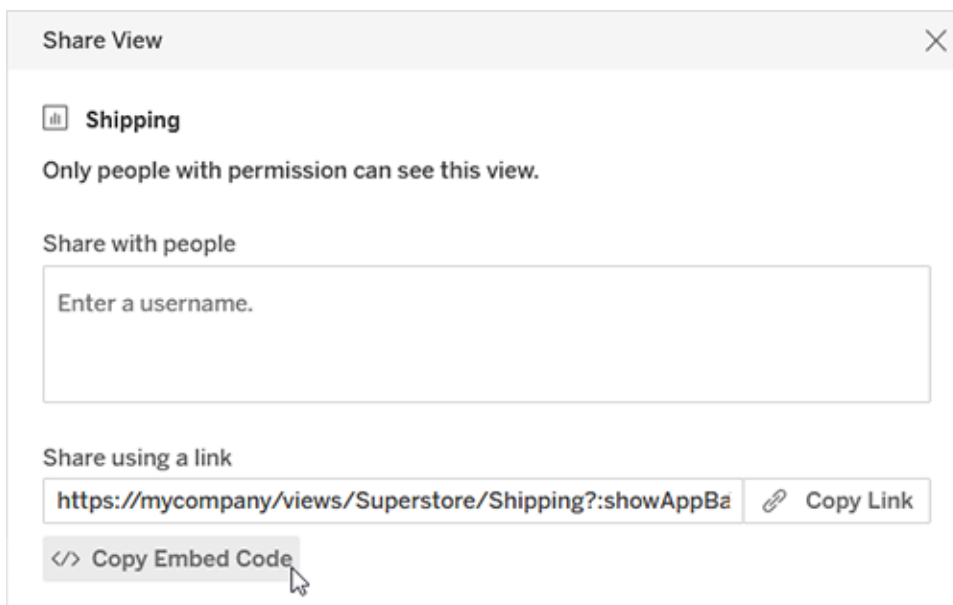 Share View
Shipping
Only people with permission can see this view.
Share with people
Enter a username.
Share using a link
https://mycompany/views/Superstore/Shipping?:showAppBa
Copy Link
</> Copy Embed Code